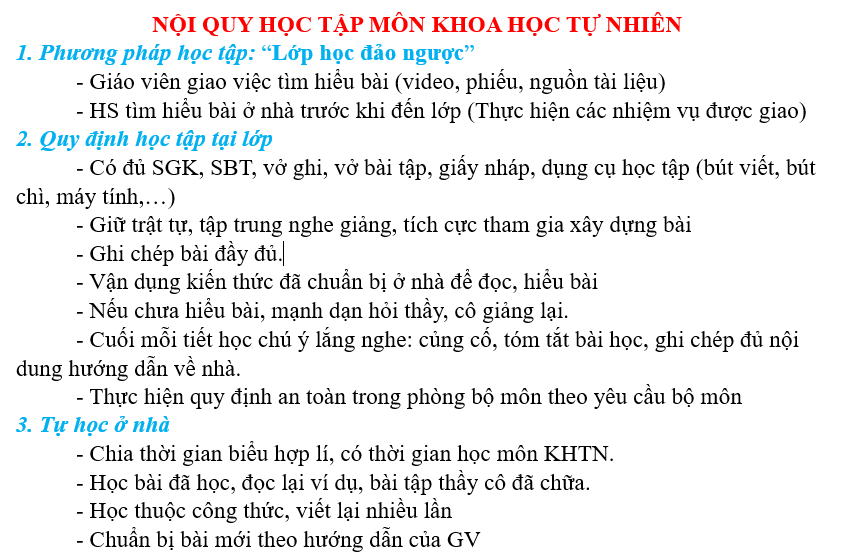 NỘI QUY HỌC TẬP MÔN KHOA HỌC TỰ NHIÊN
1. Phương pháp học tập: “Lớp học đảo ngược”
- Giáo viên giao việc tìm hiểu bài (video, phiếu, nguồn tài liệu)
- HS tìm hiểu bài ở nhà trước khi đến lớp (Thực hiện các nhiệm vụ được giao)
2. Quy định học tập tại lớp
- Có đủ SGK, SBT, vở ghi, vở bài tập, giấy nháp, dụng cụ học tập (bút viết, bút
chì, máy tính,…)
- Giữ trật tự, tập trung nghe giảng, tích cực tham gia xây dựng bài
- Ghi chép bài đầy đủ.
- Vận dụng kiến thức đã chuẩn bị ở nhà để đọc, hiểu bài
- Nếu chưa hiểu bài, mạnh dạn hỏi thầy, cô giảng lại.
- Cuối mỗi tiết học chú ý lắng nghe: củng cố, tóm tắt bài học, ghi chép đủ nội
dung hướng dẫn về nhà.
- Thực hiện quy định an toàn trong phòng bộ môn theo yêu cầu bộ môn
3. Tự học ở nhà
- Chia thời gian biểu hợp lí, có thời gian học môn KHTN.
- Học bài đã học, đọc lại ví dụ, bài tập thầy cô đã chữa.
- Học thuộc công thức, viết lại nhiều lần
- Chuẩn bị bài mới theo hướng dẫn của GV